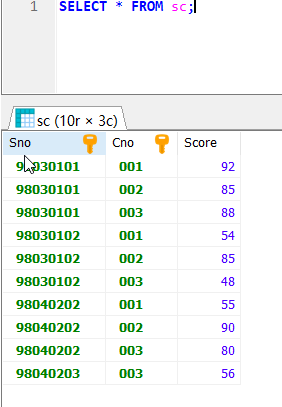 1 SELECT * FROM sc;
sc (10r × 3c)
Sno Cno Score
98030101 001 92
98030101 002 85
98030101 003 88
98030102 001 54
98030102 002 85
98030102 003 48
98040202 001 55
98040202 002 90
98040202 003 80
98040203 003 56